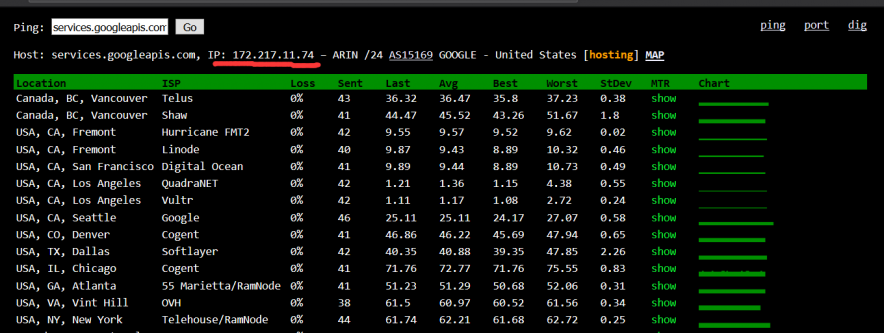 Ping: services.googleapis.com Go ping port dig
Host: services.googleapis.com, IP: 172.217.11.74 – ARIN /24 AS15169 GOOGLE - United States [hosting] MAP
Location ISP Loss Sent Last Avg Best Worst StDev MTR Chart
Canada, BC, Vancouver Telus 0% 43 36.32 36.47 35.8 37.23 0.38 show
Canada, BC, Vancouver Shaw 0% 41 44.47 45.52 43.26 51.67 1.8 show
USA, CA, Fremont Hurricane FMT2 0% 42 9.55 9.57 9.52 9.62 0.02 show
USA, CA, Fremont Linode 0% 40 9.87 9.43 8.89 10.32 0.46 show
USA, CA, San Francisco Digital Ocean 0% 41 9.89 9.44 8.89 10.73 0.49 show
USA, CA, Los Angeles QuadraNET 0% 42 1.21 1.36 1.15 4.38 0.55 show
USA, CA, Los Angeles Vultr 0% 42 1.11 1.17 1.08 2.72 0.24 show
USA, CA, Seattle Google 0% 46 25.11 25.11 24.17 27.07 0.58 show
USA, CO, Denver Cogent 0% 41 46.86 46.22 45.69 47.94 0.65 show
USA, TX, Dallas Softlayer 0% 42 40.35 40.88 39.35 47.85 2.26 show
USA, IL, Chicago Cogent 0% 41 71.76 72.77 71.76 75.55 0.83 show
USA, GA, Atlanta 55 Marietta/RamNode 0% 41 51.23 51.29 50.68 52.06 0.31 show
USA, VA, Vint Hill OVH 0% 38 61.5 60.97 60.52 61.56 0.34 show
USA, NY, New York Telehouse/RamNode 0% 44 61.74 62.21 61.68 62.72 0.25 show